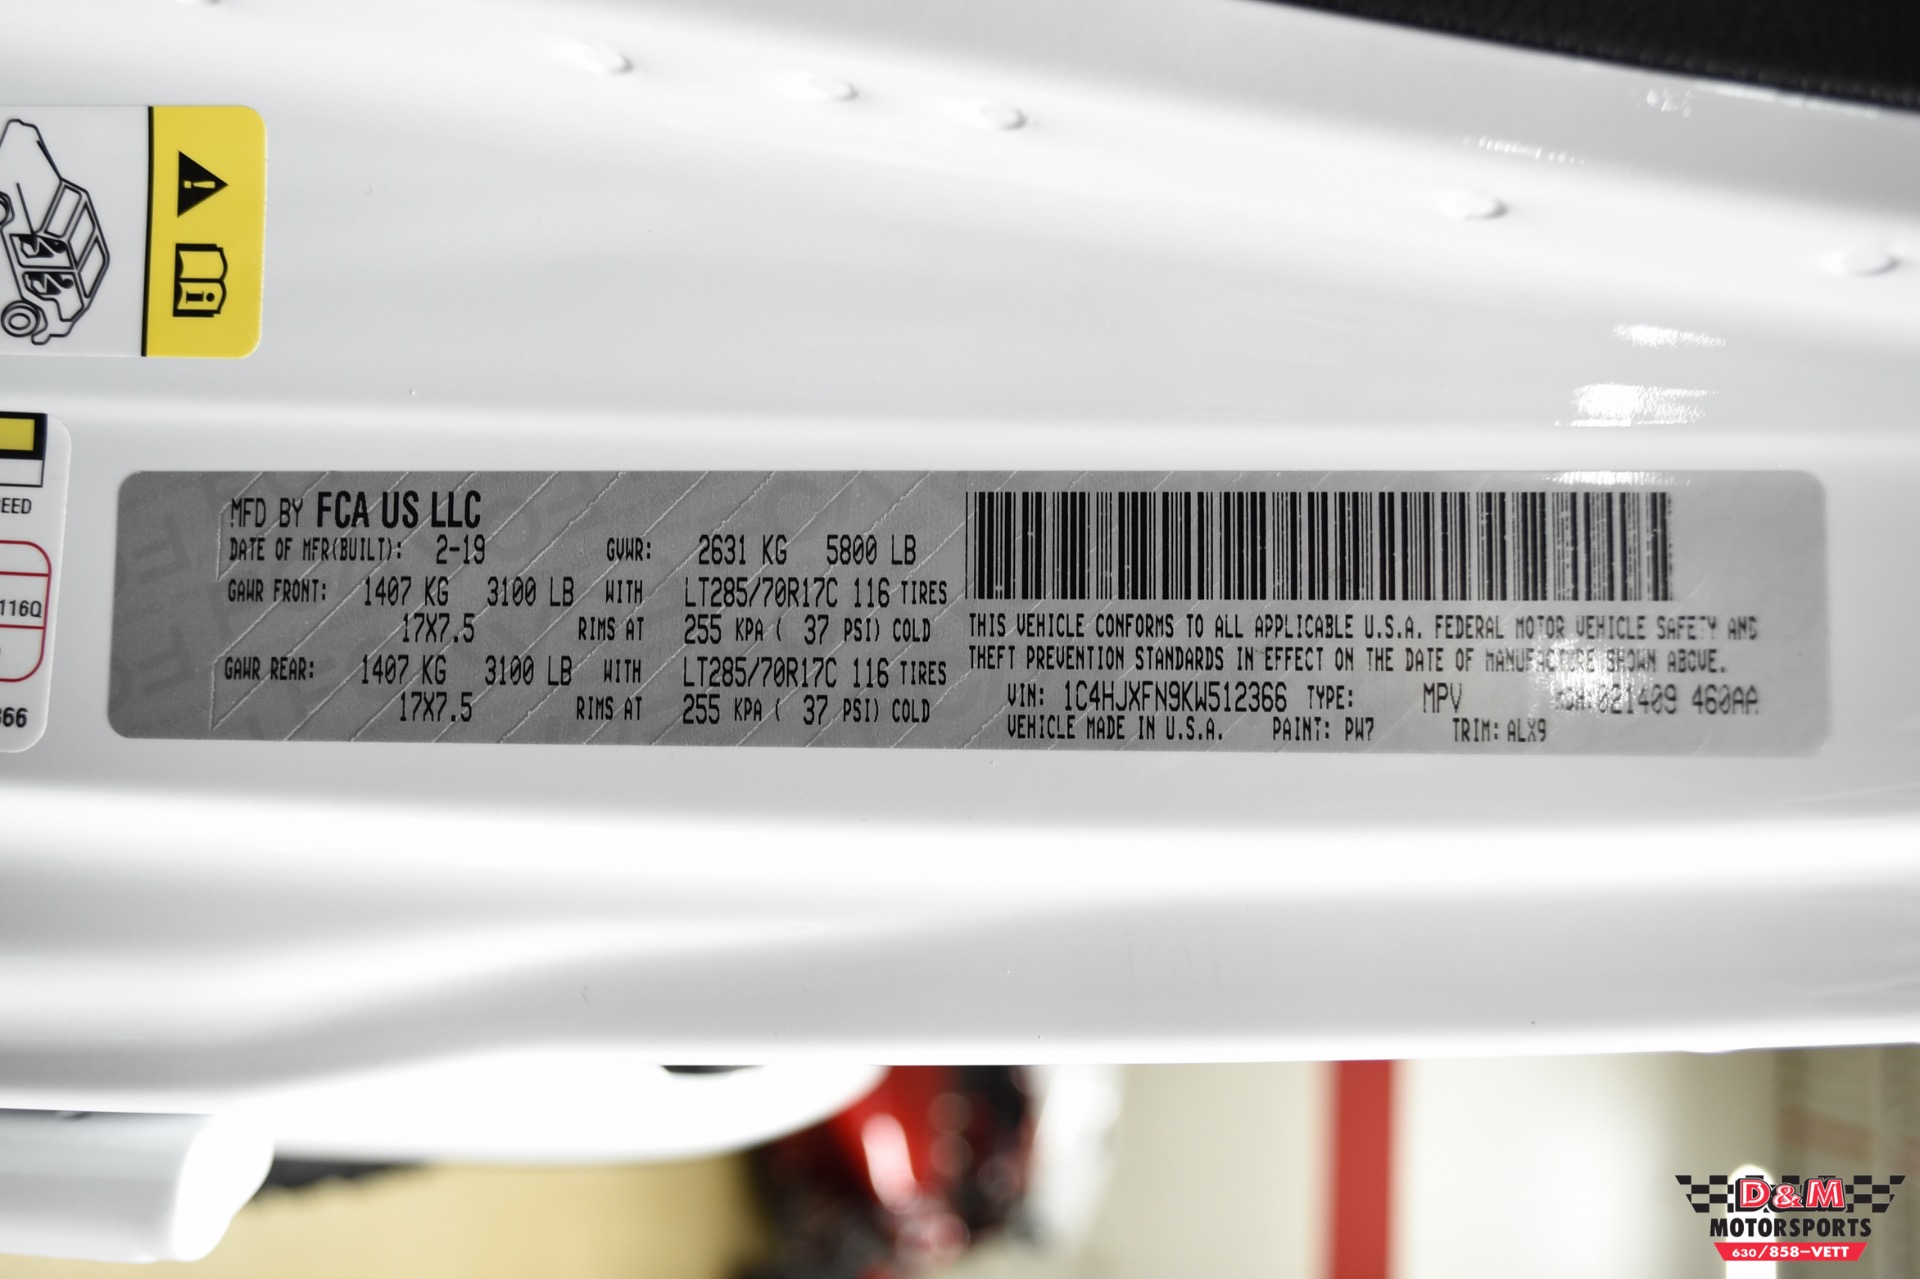 EED
116Q
366
MFD BY FCA US LLC
DATE OF MFR(BUILT): 2-19 GVWR: 2631 KG 5800 LB
GAWR FRONT: 1407 KG 3100 LB WITH LT285/70R17C 116 TIRES
17X7.5 RIMS AT 255 KPA ( 37 PSI) COLD
GAWR REAR: 1407 KG 3100 LB WITH LT285/70R17C 116 TIRES
17X7.5 RIMS AT 255 KPA ( 37 PSI) COLD
THIS VEHICLE CONFORMS TO ALL APPLICABLE U.S.A. FEDERAL MOTOR VEHICLE SAFETY AND
THEFT PREVENTION STANDARDS IN EFFECT ON THE DATE OF MANUFACTURE SHOWN ABOVE.
VIN: 1C4HJXFN9KW512366 TYPE: MPV 021409 460AA
VEHICLE MADE IN U.S.A. PAINT: PW7 TRIM: ALX9
D&M
MOTORSPORTS
630/858-VETT